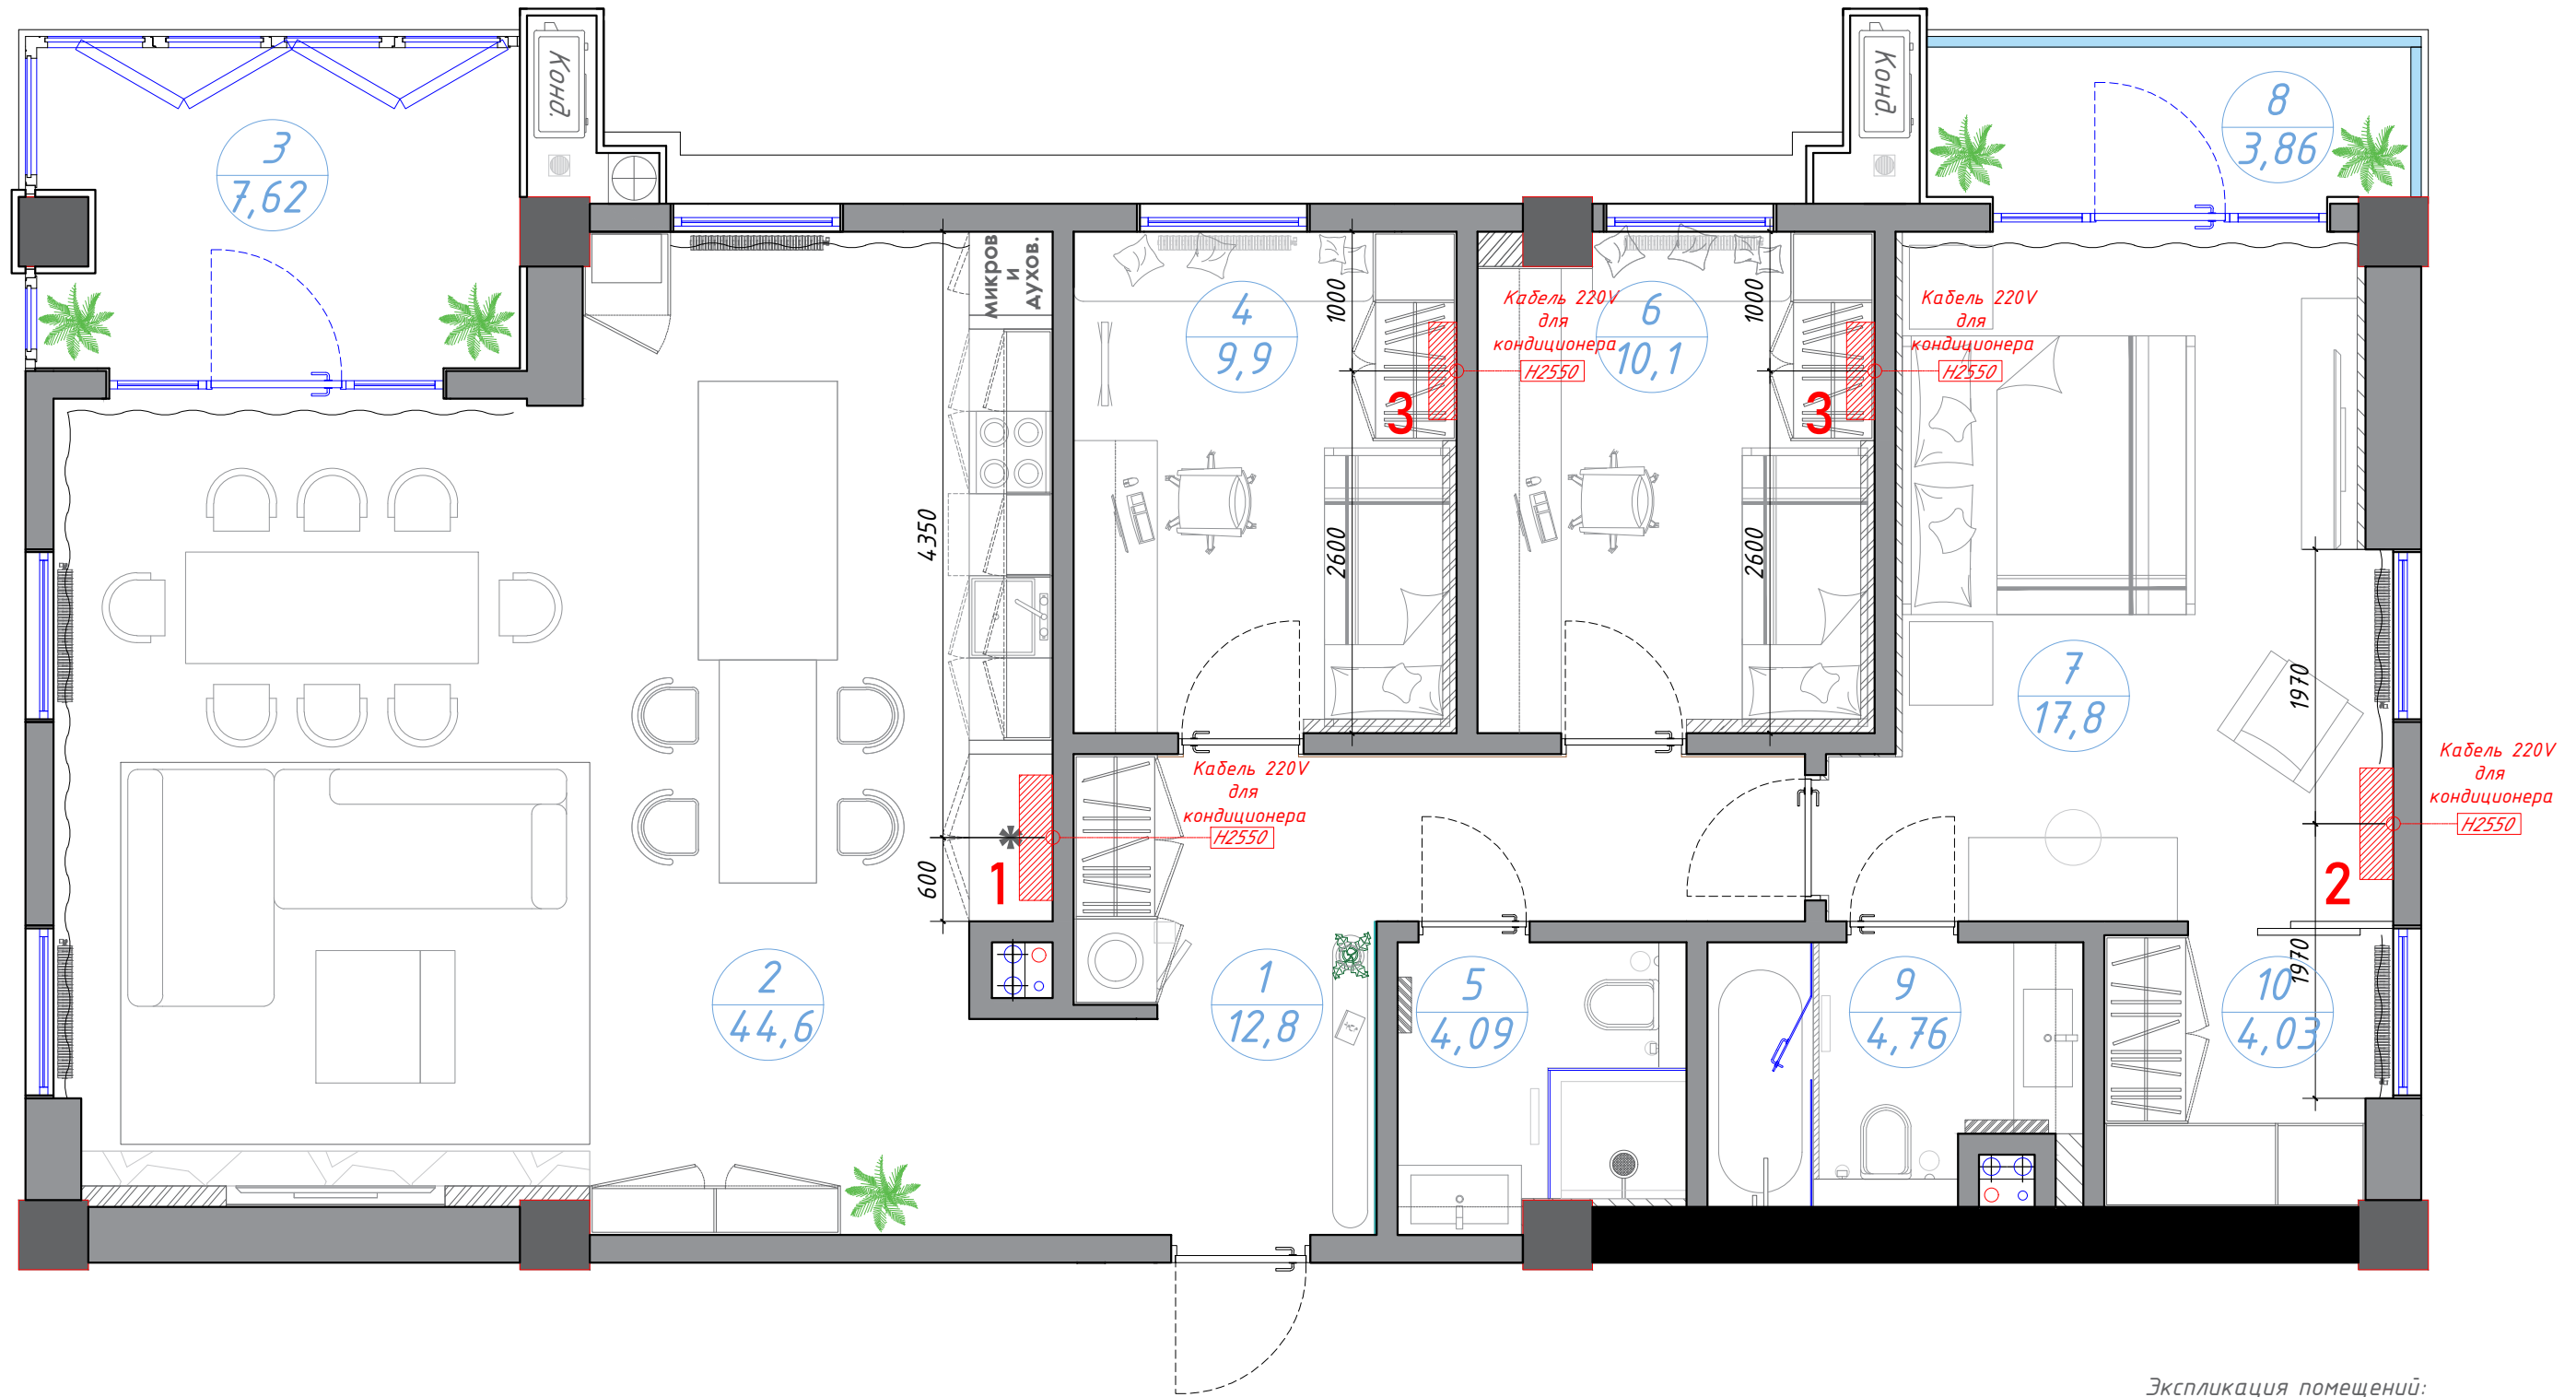 Конд.
Конд.
3
7,62
8
3,86
микров
и
духов.
1000
1000
Кабель 220V
для
кондиционера
H2550
Кабель 220V
для
кондиционера
H2550
4
9,9
6
10,1
3
3
4350
2600
2600
7
17,8
1970
Кабель 220V
для
кондиционера
H2550
Кабель 220V
для
кондиционера
H2550
600
1
2
2
44,6
1
12,8
5
4,09
9
4,76
10
4,03
1970
Экспликация помещений: